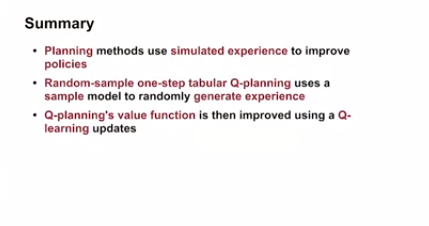 Summary
• Planning methods use simulated experience to improve
policies
• Random-sample one-step tabular Q-planning uses a
sample model to randomly generate experience
• Q-planning's value function is then improved using a Q-
learning updates